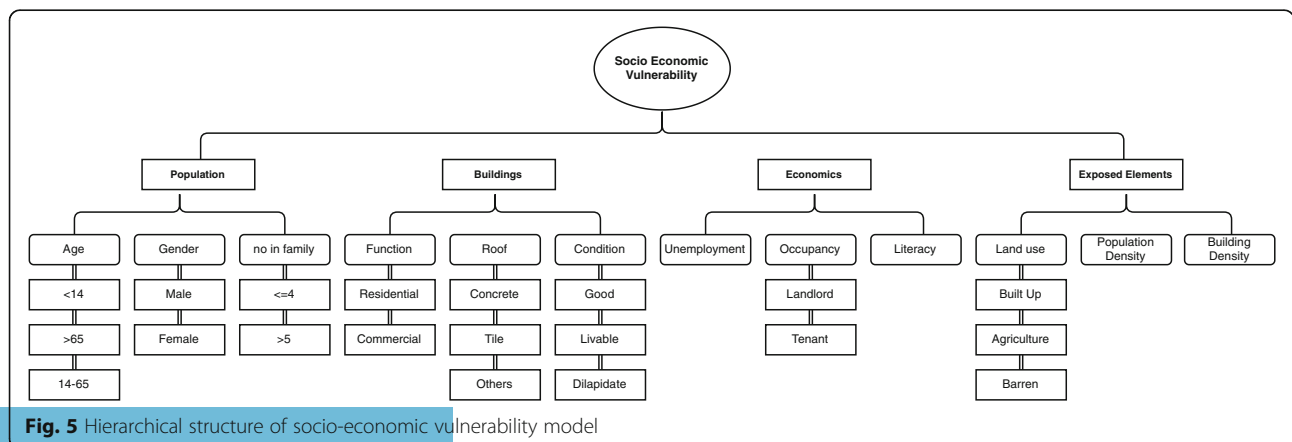 Socio Economic
Vulnerability
Population
Buildings
Economics
Exposed Elements
Age
Gender
no in family
Function
Roof
Condition
Unemployment
Occupancy
Literacy
Land use
Population
Density
Building
Density
<14
Male
<=4
Residential
Concrete
Good
Landlord
Built Up
>65
Female
>5
Commercial
Tile
Livable
Tenant
Agriculture
14-65
Others
Dilapidate
Barren
Fig. 5 Hierarchical structure of socio-economic vulnerability model